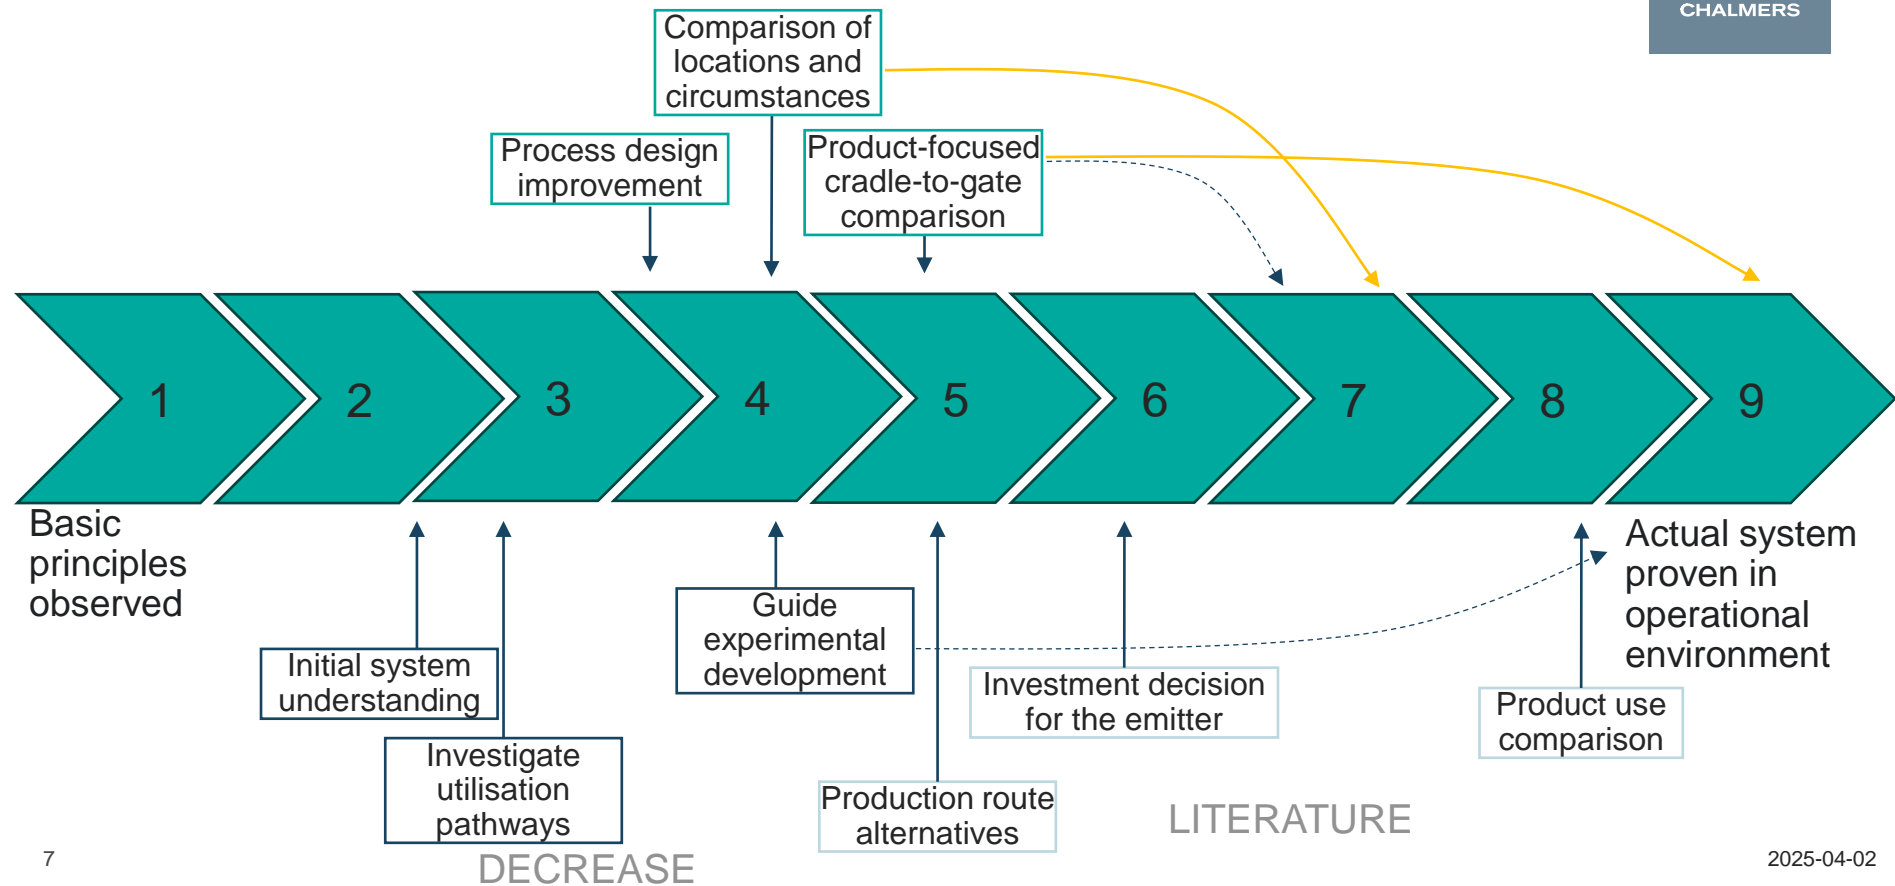 CHALMERS
Comparison of
locations and
circumstances
Process design
improvement
Product-focused
cradle-to-gate
comparison
1
2
3
4
5
6
7
8
9
Basic
principles
observed
Actual system
proven in
operational
environment
Initial system
understanding
Investigate
utilisation
pathways
Guide
experimental
development
Production route
alternatives
Investment decision
for the emitter
Product use
comparison
DECREASE
LITERATURE
7
2025-04-02